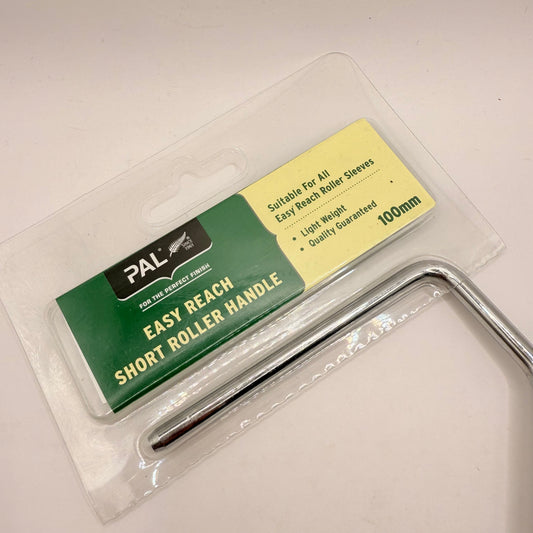 PAL®
SINCE
1961
FOR THE PERFECT FINISH
EASY REACH
SHORT ROLLER HANDLE
Suitable For All
Easy Reach Roller Sleeves
• Light Weight
• Quality Guaranteed
100mm